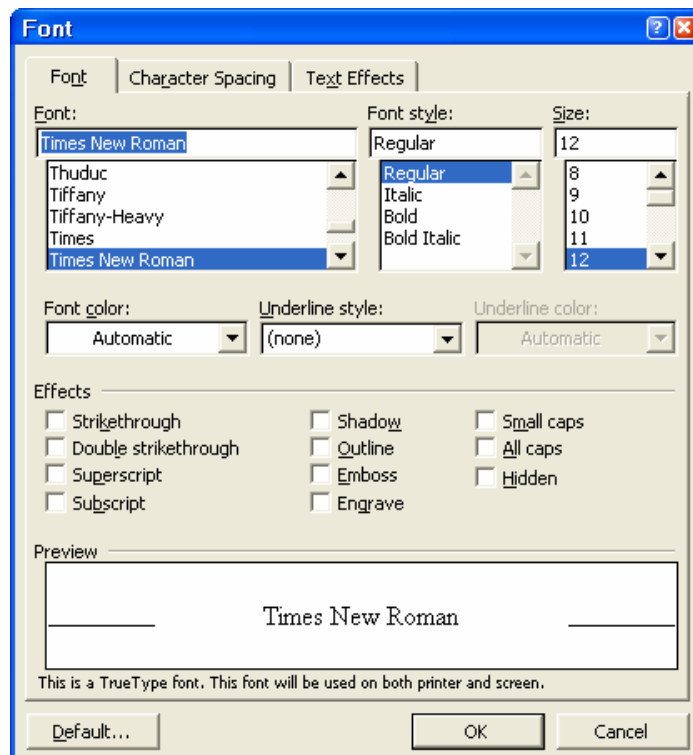 Font
Font Character Spacing Text Effects
Font: Font style: Size:
Times New Roman Regular 12
Thuduc Regular 8
Tiffany Italic 9
Tiffany-Heavy Bold 10
Times Bold Italic 11
Times New Roman 12
Font color: Underline style: Underline color:
Automatic (none) Automatic
Effects
Strikethrough Shadow Small caps
Double strikethrough Outline All caps
Superscript Emboss Hidden
Subscript Engrave
Preview
Times New Roman
This is a TrueType font. This font will be used on both printer and screen.
Default... OK Cancel